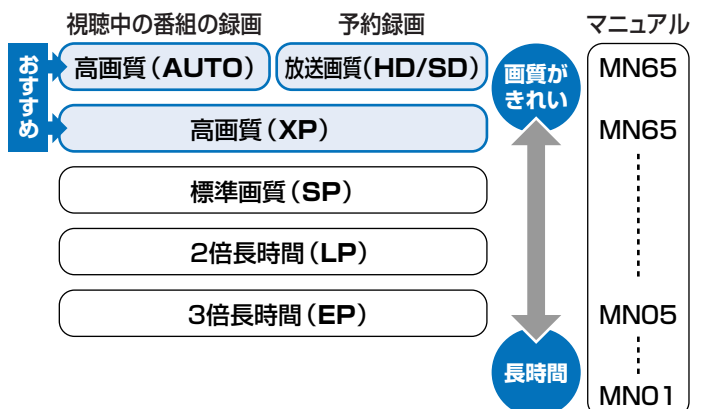 視聴中の番組の録画
予約録画
マニュアル
おすすめ
高画質（AUTO）
放送画質（HD/SD）
画質が
きれい
MN65
高画質（XP）
MN65
標準画質（SP）
2倍長時間（LP）
3倍長時間（EP）
MN05
長時間
MN01